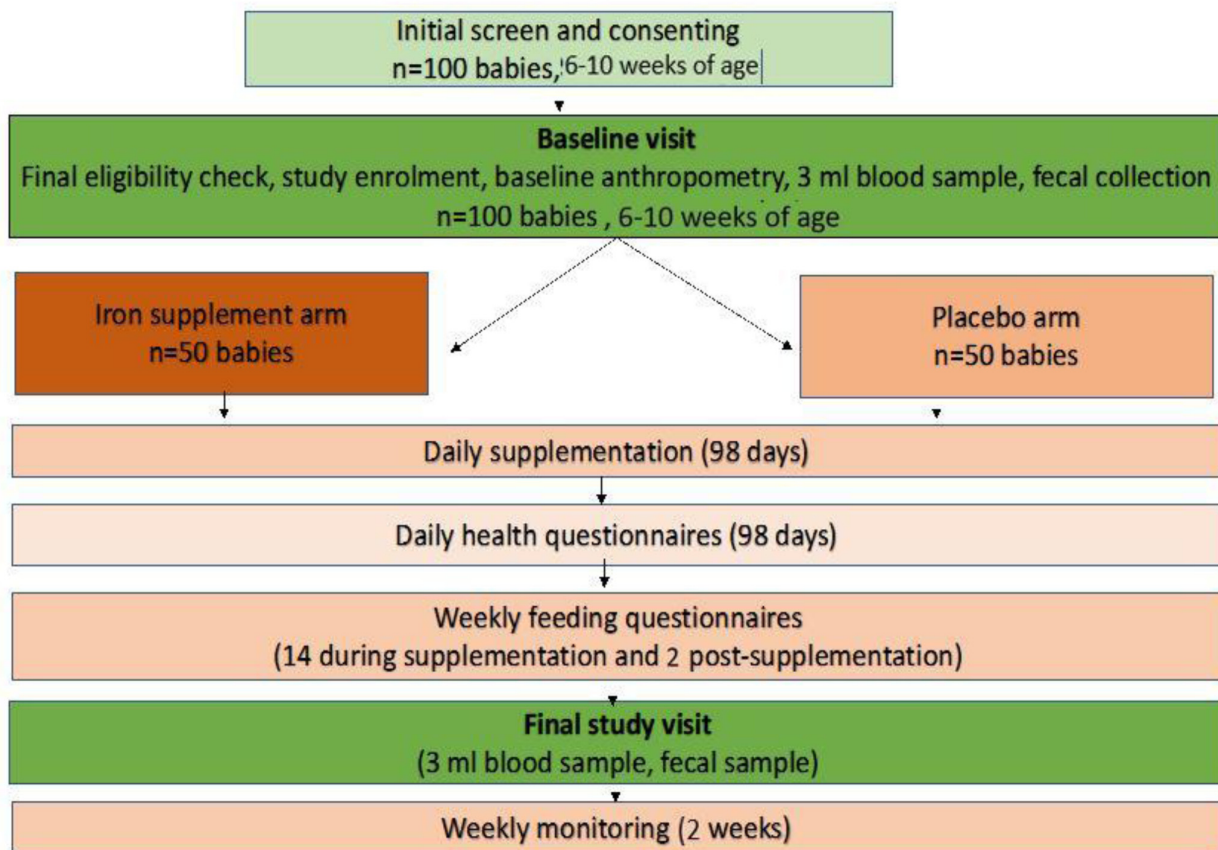 Initial screen and consenting
n=100 babies, 6-10 weeks of age
Baseline visit
Final eligibility check, study enrolment, baseline anthropometry, 3 ml blood sample, fecal collection
n=100 babies , 6-10 weeks of age
Iron supplement arm
n=50 babies
Placebo arm
n=50 babies
Daily supplementation (98 days)
Daily health questionnaires (98 days)
Weekly feeding questionnaires
(14 during supplementation and 2 post-supplementation)
Final study visit
(3 ml blood sample, fecal sample)
Weekly monitoring (2 weeks)